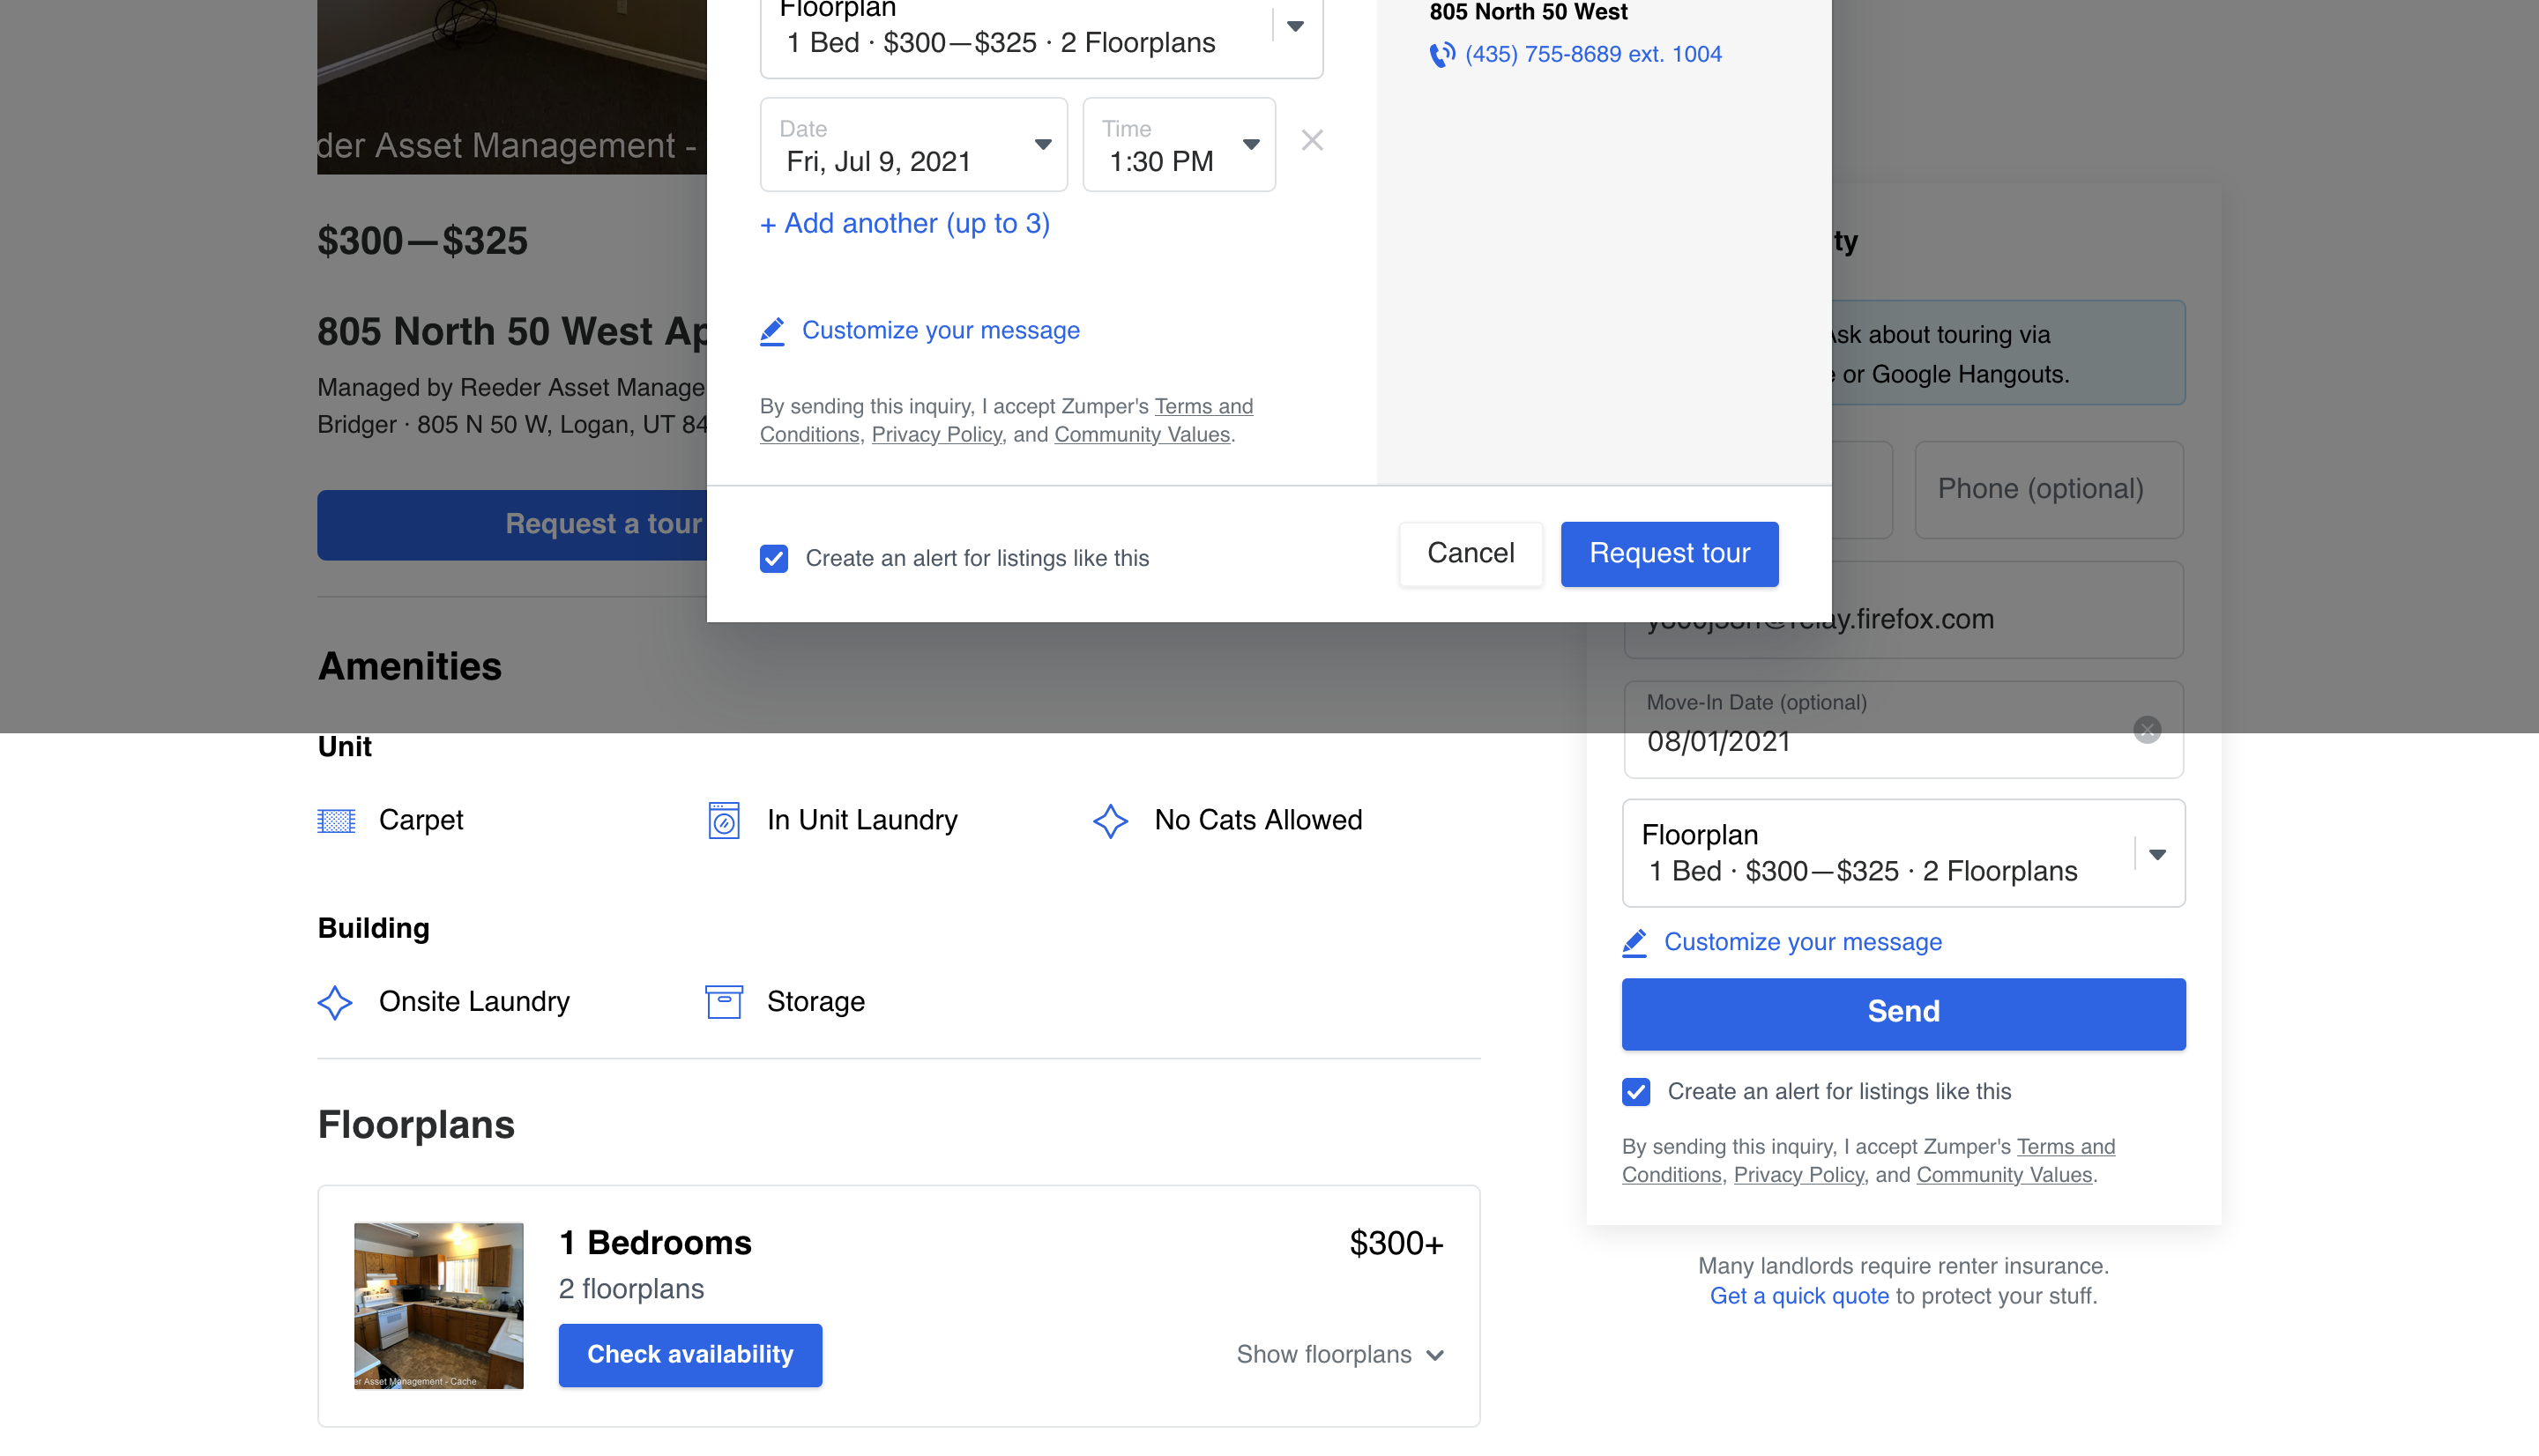 Floorplan
1 Bed · $300—$325 · 2 Floorplans
Date
Fri, Jul 9, 2021
Time
1:30 PM
+ Add another (up to 3)
Customize your message
By sending this inquiry, I accept Zumper's Terms and
Conditions, Privacy Policy, and Community Values.
805 North 50 West
(435) 755-8689 ext. 1004
Create an alert for listings like this
Cancel
Request tour
der Asset Management -
$300—$325
805 North 50 West Ap
Managed by Reeder Asset Manage
Bridger · 805 N 50 W, Logan, UT 84
Request a tour
Amenities
Unit
Carpet
In Unit Laundry
No Cats Allowed
Building
Onsite Laundry
Storage
Floorplans
er Asset Management - Cache
1 Bedrooms
2 floorplans
Check availability
$300+
Show floorplans
ty
Ask about touring via
or Google Hangouts.
Phone (optional)
relay.firefox.com
Move-In Date (optional)
08/01/2021
Floorplan
1 Bed · $300—$325 · 2 Floorplans
Customize your message
Send
Create an alert for listings like this
By sending this inquiry, I accept Zumper's Terms and
Conditions, Privacy Policy, and Community Values.
Many landlords require renter insurance.
Get a quick quote to protect your stuff.